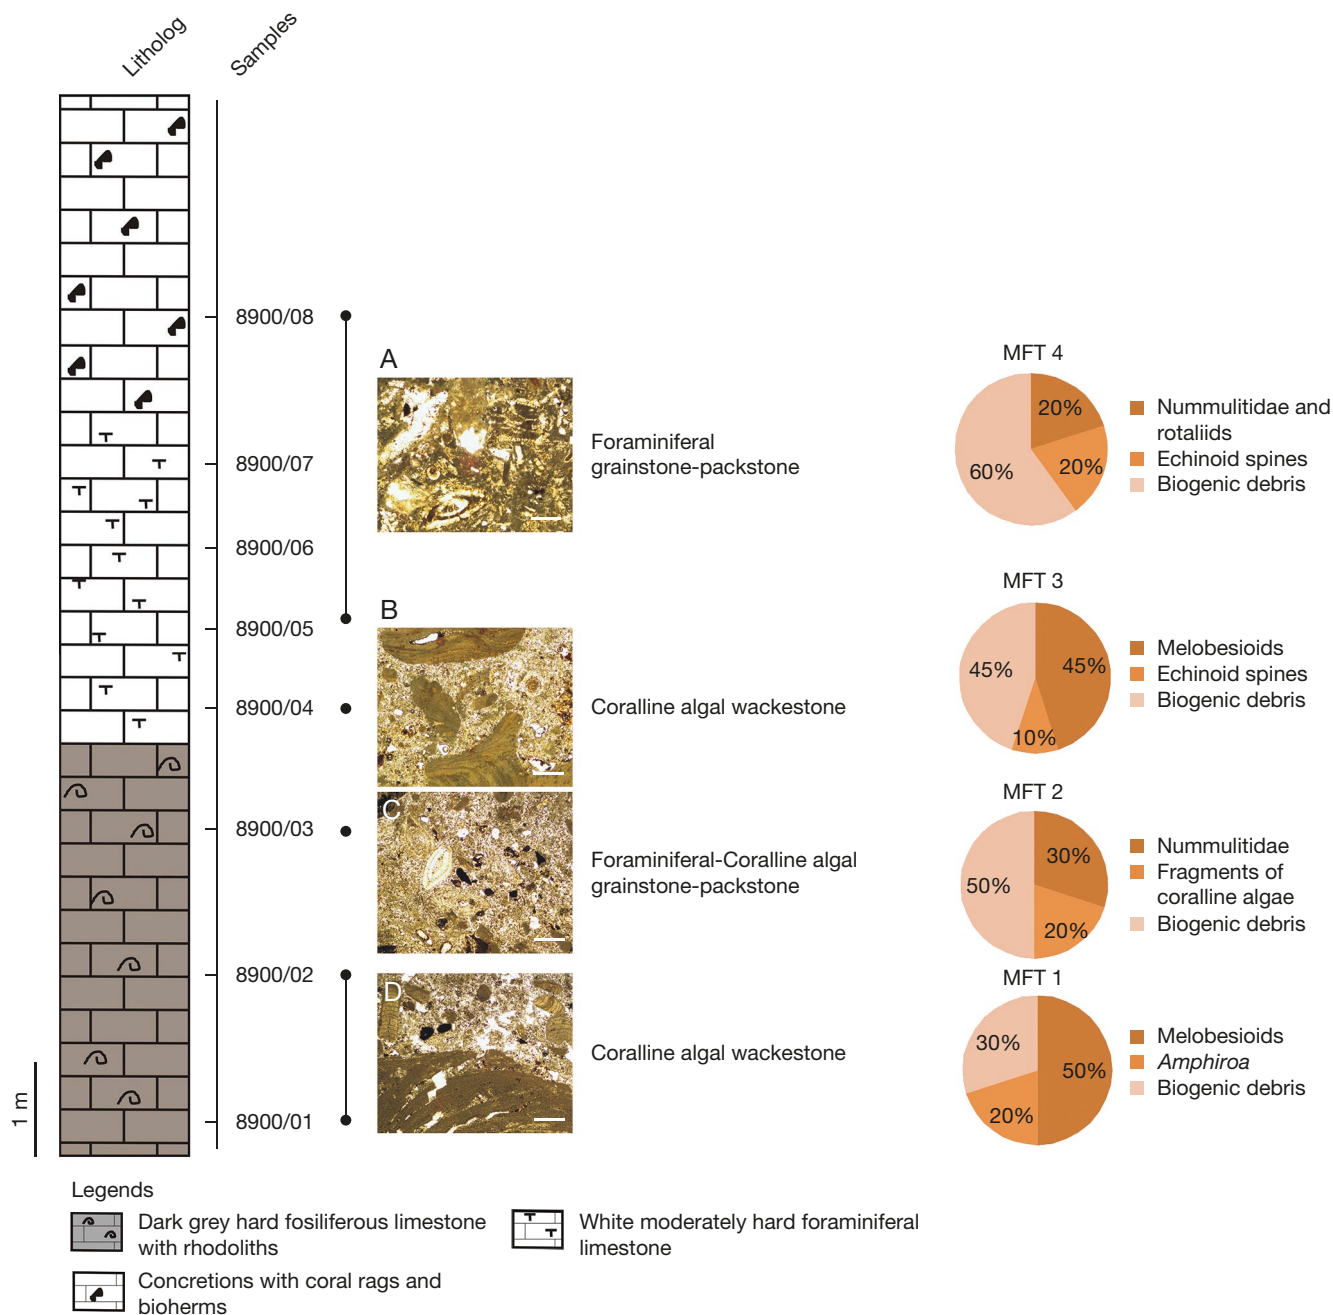 Litholog
Samples
8900/08
8900/07
8900/06
8900/05
8900/04
8900/03
8900/02
8900/01
1 m
A
Foraminiferal
grainstone-packstone
B
Coralline algal wackestone
C
Foraminiferal-Coralline algal
grainstone-packstone
D
Coralline algal wackestone
MFT 4
20%
20%
60%
Nummulitidae and
rotaliids
Echinoid spines
Biogenic debris
MFT 3
45%
45%
10%
Melobesioids
Echinoid spines
Biogenic debris
MFT 2
30%
50%
20%
Nummulitidae
Fragments of
coralline algae
Biogenic debris
MFT 1
30%
50%
20%
Melobesioids
Amphiroa
Biogenic debris
Legends
Dark grey hard fosiliferous limestone
with rhodoliths
White moderately hard foraminiferal
limestone
Concretions with coral rags and
bioherms